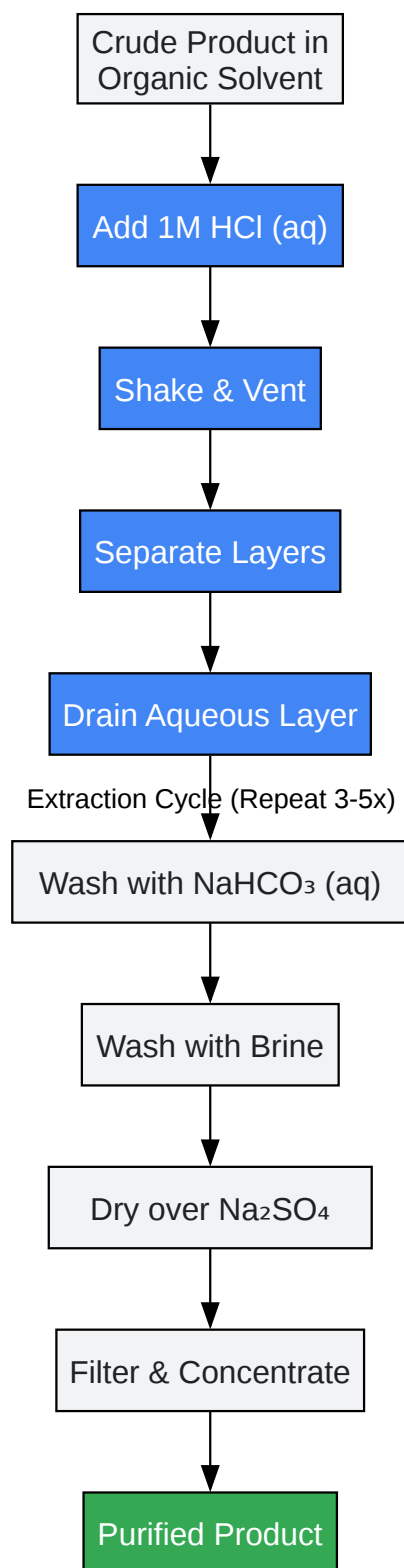 Crude Product in
Organic Solvent
Add 1M HCl (aq)
Shake & Vent
Separate Layers
Drain Aqueous Layer
Extraction Cycle (Repeat 3-5x)
Wash with NaHCO₃ (aq)
Wash with Brine
Dry over Na₂SO₄
Filter & Concentrate
Purified Product